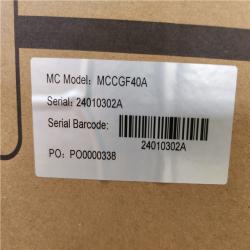 MC Model: MCCGF40A
Serial: 24010302A
Serial Barcode:
24010302A
PO: PO0000338